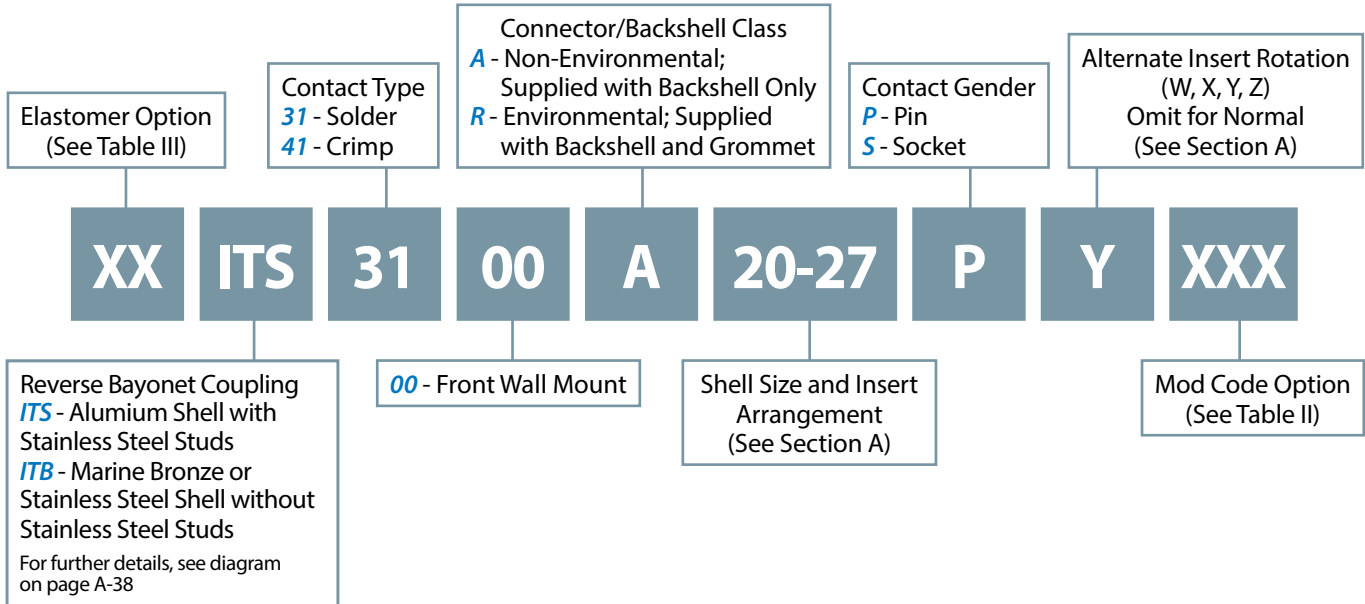 Elastomer Option
(See Table III)
Contact Type
31 - Solder
41 - Crimp
Connector/Backshell Class
A - Non-Environmental;
Supplied with Backshell Only
R - Environmental; Supplied
with Backshell and Grommet
Contact Gender
P - Pin
S - Socket
Alternate Insert Rotation
(W, X, Y, Z)
Omit for Normal
(See Section A)
XX ITS 31 00 A 20-27 P Y XXX
Reverse Bayonet Coupling
ITS - Alumium Shell with
Stainless Steel Studs
ITB - Marine Bronze or
Stainless Steel Shell without
Stainless Steel Studs
For further details, see diagram
on page A-38
00 - Front Wall Mount
Shell Size and Insert
Arrangement
(See Section A)
Mod Code Option
(See Table II)